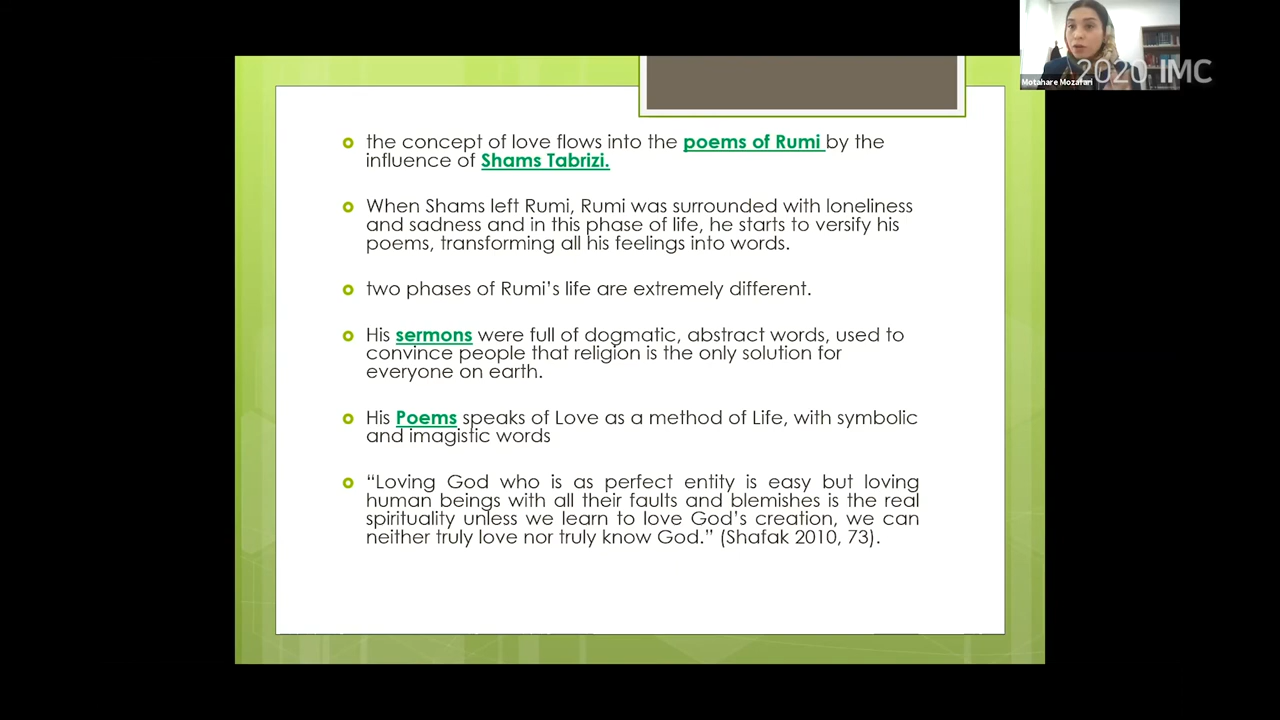 2020 IMC
Motahare Mozafari
the concept of love flows into the poems of Rumi by the
influence of Shams Tabrizi.
When Shams left Rumi, Rumi was surrounded with loneliness
and sadness and in this phase of life, he starts to versify his
poems, transforming all his feelings into words.
two phases of Rumi’s life are extremely different.
His sermons were full of dogmatic, abstract words, used to
convince people that religion is the only solution for
everyone on earth.
His Poems speaks of Love as a method of Life, with symbolic
and imagistic words
“Loving God who is as perfect entity is easy but loving
human beings with all their faults and blemishes is the real
spirituality unless we learn to love God’s creation, we can
neither truly love nor truly know God.” (Shafak 2010, 73).